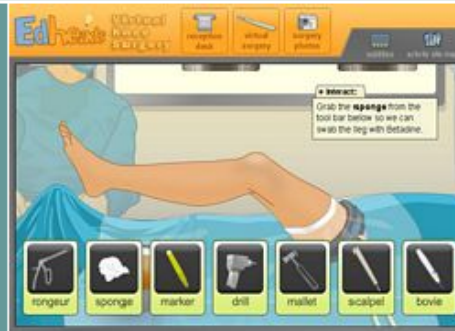 Edheads
Virtual
Knee
Surgery
reception
desk
virtual
surgery
surgery
photos
Interact:
Grab the sponge from the
tool bar below so we can
swab the leg with Betadine.
rongeur
sponge
marker
drill
mallet
scalpel
bovie